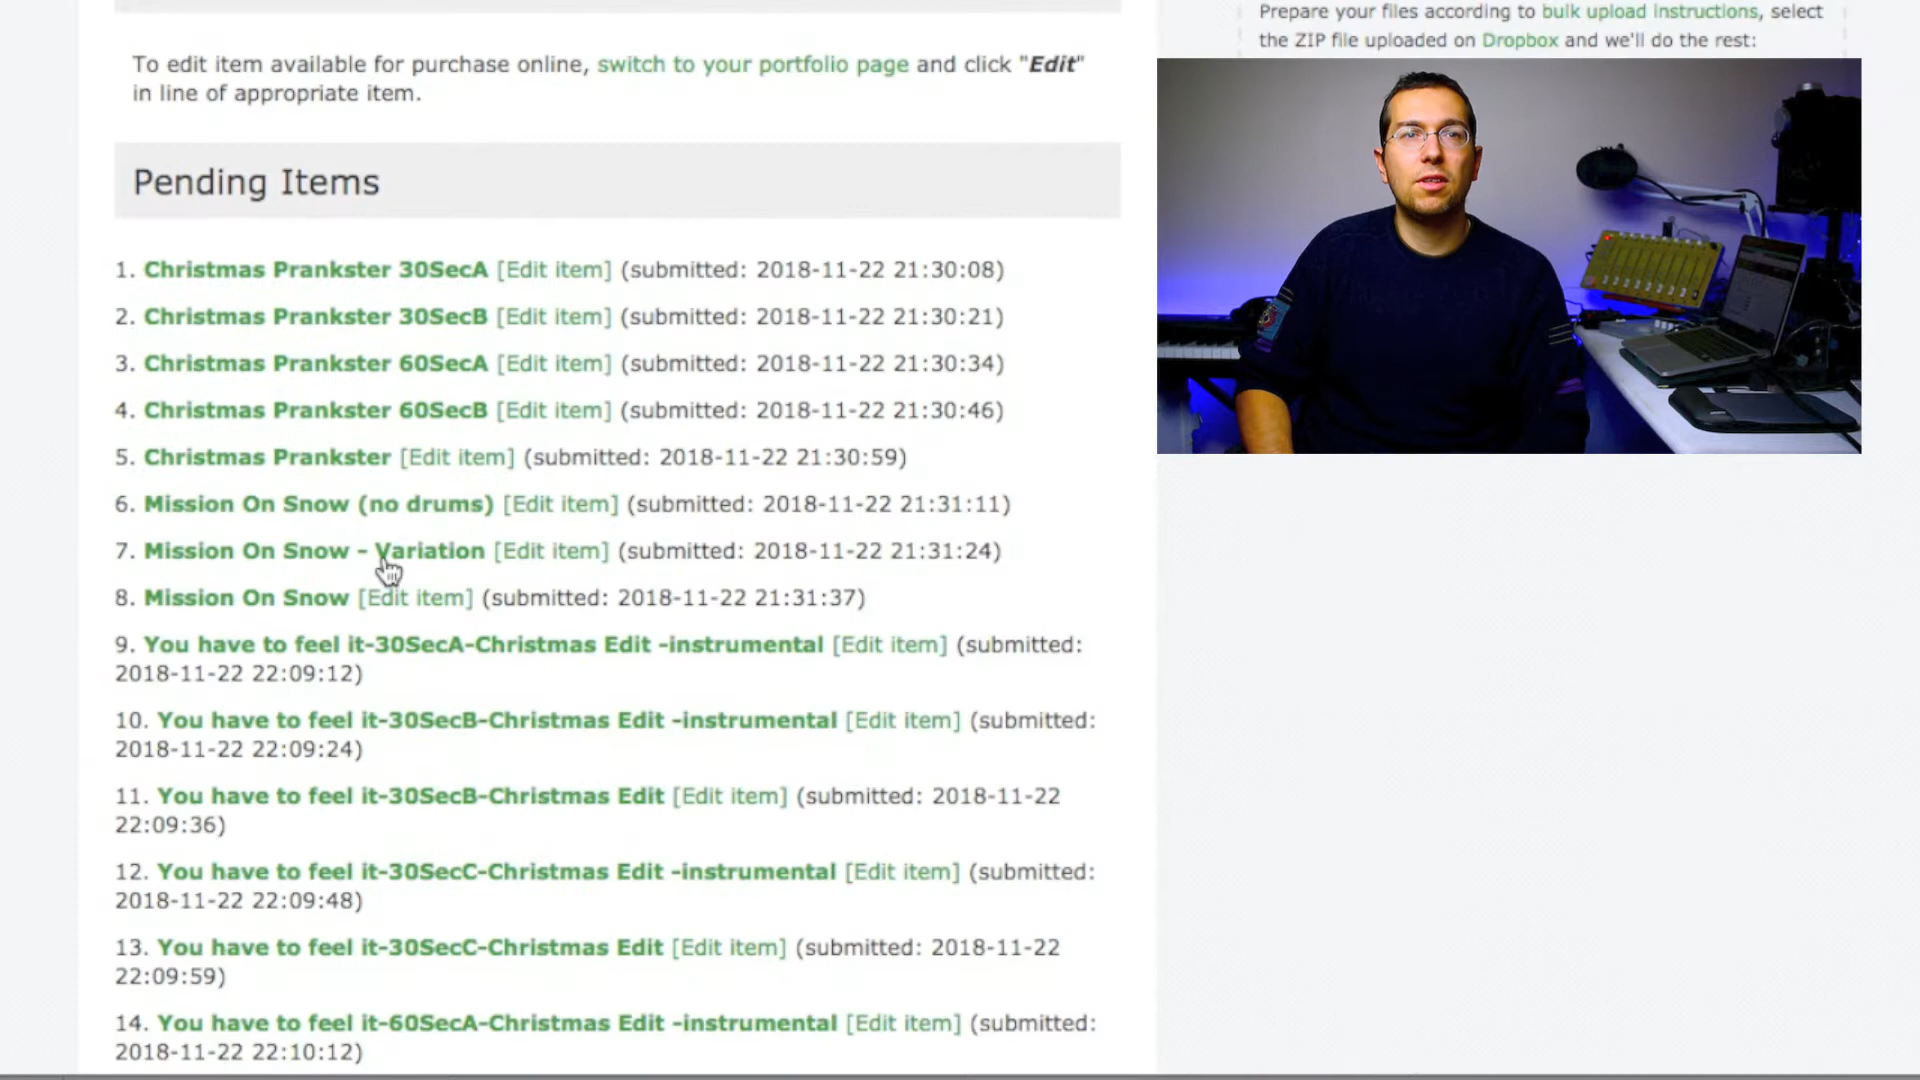 Prepare your files according to bulk upload instructions, select
the ZIP file uploaded on Dropbox and we'll do the rest:
To edit item available for purchase online, switch to your portfolio page and click "Edit"
in line of appropriate item.
Pending Items
1. Christmas Prankster 30SecA [Edit item] (submitted: 2018-11-22 21:30:08)
2. Christmas Prankster 30SecB [Edit item] (submitted: 2018-11-22 21:30:21)
3. Christmas Prankster 60SecA [Edit item] (submitted: 2018-11-22 21:30:34)
4. Christmas Prankster 60SecB [Edit item] (submitted: 2018-11-22 21:30:46)
5. Christmas Prankster [Edit item] (submitted: 2018-11-22 21:30:59)
6. Mission On Snow (no drums) [Edit item] (submitted: 2018-11-22 21:31:11)
7. Mission On Snow - Variation [Edit item] (submitted: 2018-11-22 21:31:24)
8. Mission On Snow [Edit item] (submitted: 2018-11-22 21:31:37)
9. You have to feel it-30SecA-Christmas Edit -instrumental [Edit item] (submitted:
2018-11-22 22:09:12)
10. You have to feel it-30SecB-Christmas Edit -instrumental [Edit item] (submitted:
2018-11-22 22:09:24)
11. You have to feel it-30SecB-Christmas Edit [Edit item] (submitted: 2018-11-22
22:09:36)
12. You have to feel it-30SecC-Christmas Edit -instrumental [Edit item] (submitted:
2018-11-22 22:09:48)
13. You have to feel it-30SecC-Christmas Edit [Edit item] (submitted: 2018-11-22
22:09:59)
14. You have to feel it-60SecA-Christmas Edit -instrumental [Edit item] (submitted:
2018-11-22 22:10:12)